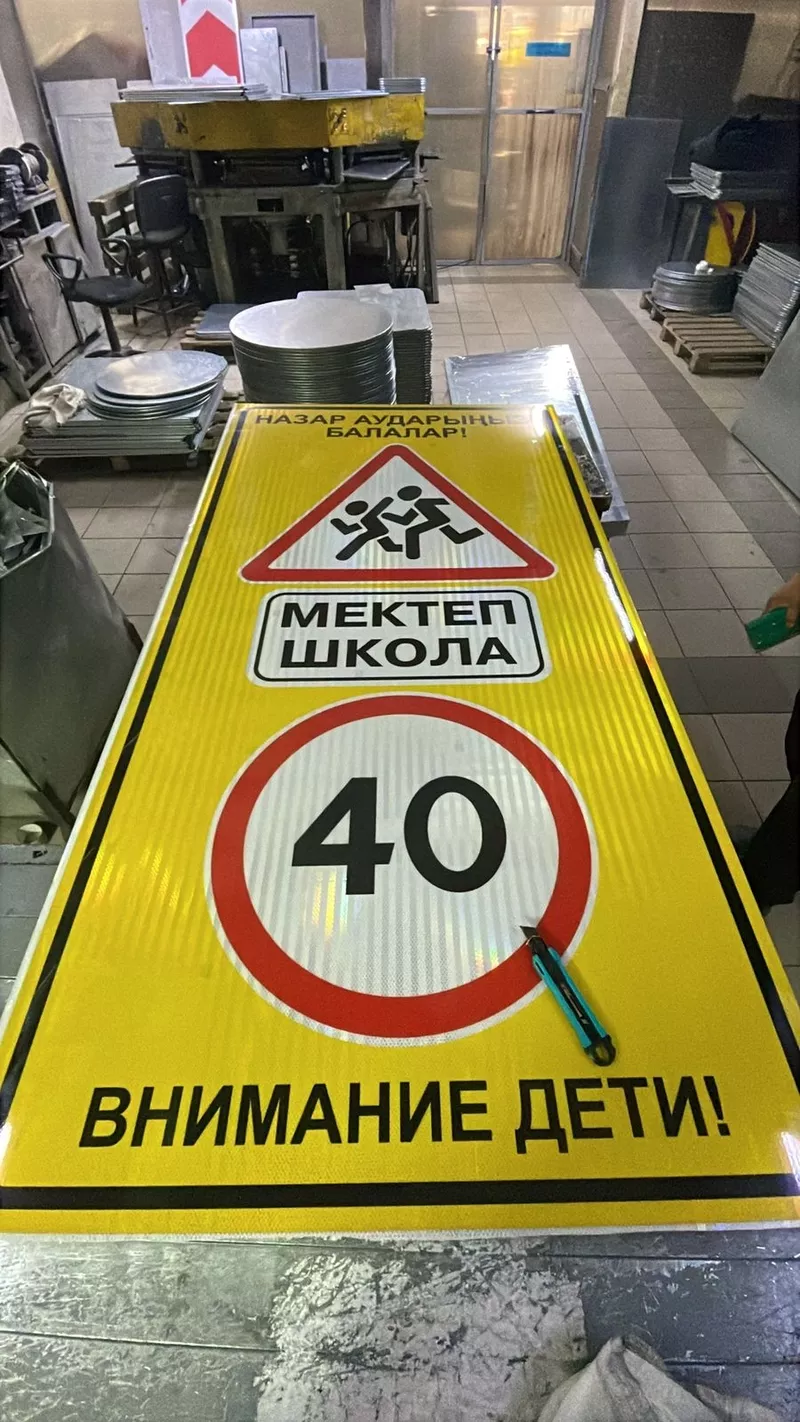 НАЗАР АУДАРЫҢЫЗ
БАЛАЛАР!
МЕКТЕП
ШКОЛА
40
ВНИМАНИЕ ДЕТИ!